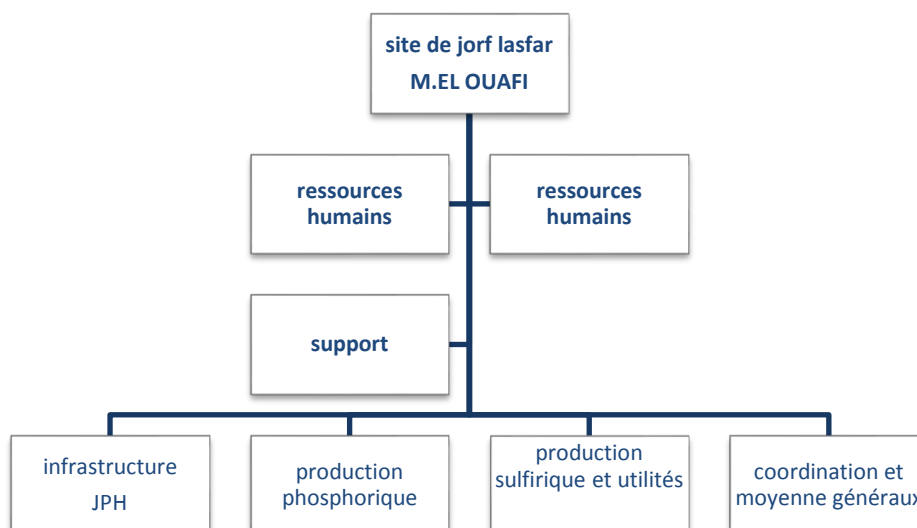 site de jorf lasfar
M.EL OUAFI
ressources
humains
ressources
humains
support
infrastructure
JPH
production
phosphorique
production
sulfirique et utilités
coordination et
moyenne généraux